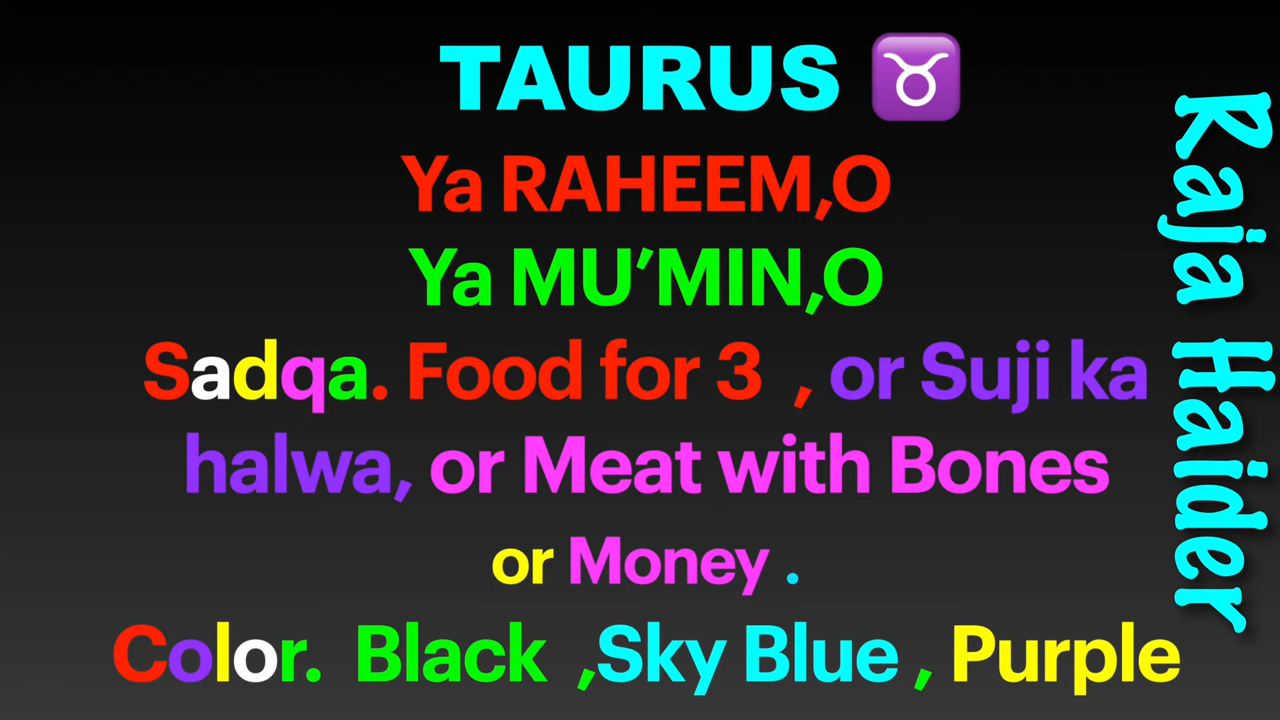 TAURUS ♉
Ya RAHEEM,O
Ya MU’MIN,O
Sadqa. Food for 3 , or Suji ka
halwa, or Meat with Bones
or Money .
Color. Black ,Sky Blue , Purple
Raja Haider